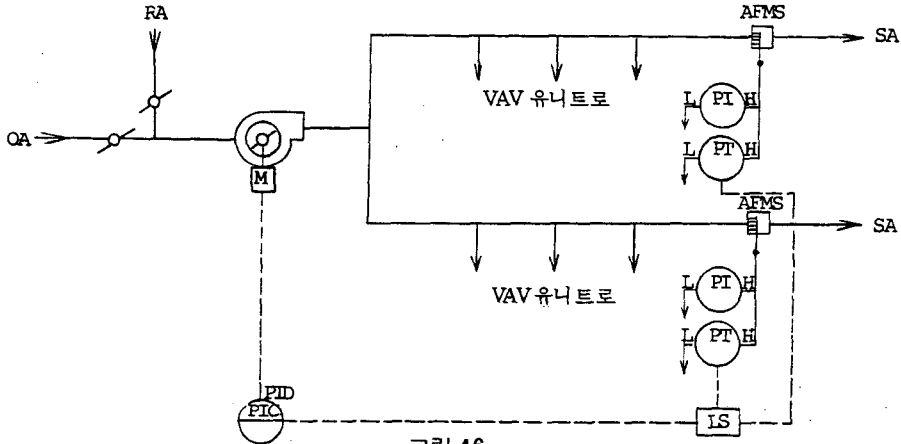 RA
AFMS
SA
VAV 유니트로
L PI H
OA
L PT H
M
AFMS
SA
VAV 유니트로
L PI H
L PT H
PID
PIC
LS